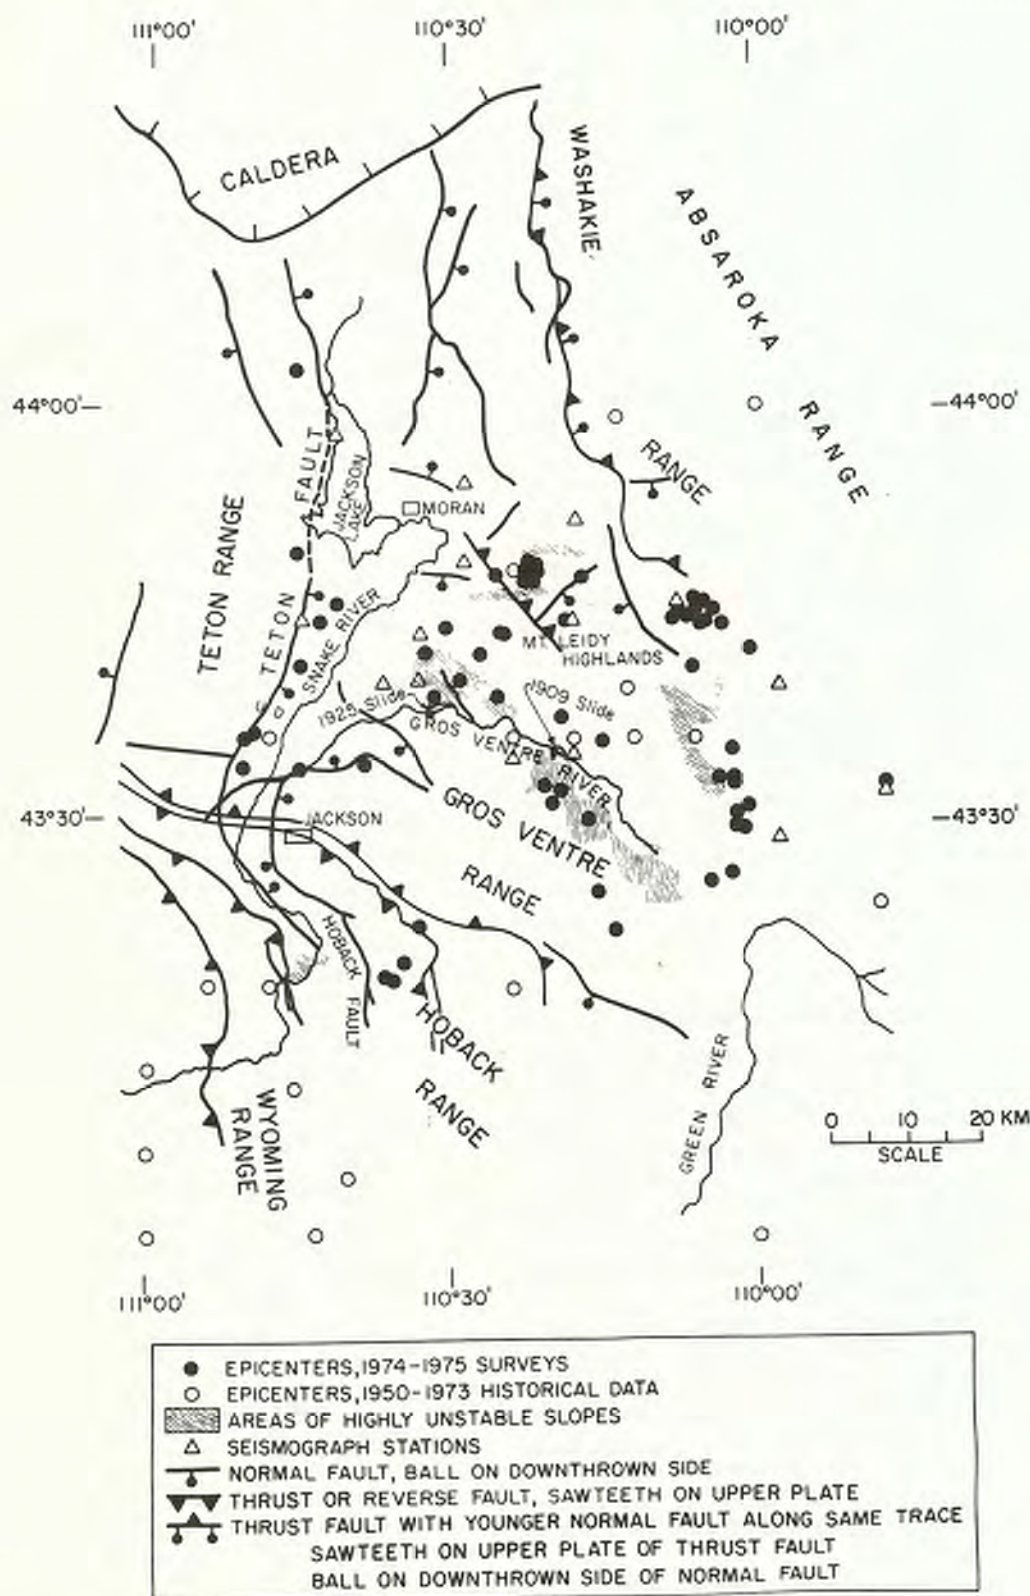 111°00'
110°30'
110°00'
CALDERA
WASHAKIE
RANGE
ABSAROKA
RANGE
44°00'
44°00'
FAULT
JACKSON
LAKE
MORAN
TETON RANGE
TETON
SNAKE RIVER
MT. LEIDY
HIGHLANDS
1925 Slide
1909 Slide
GROS VENTRE
RIVER
43°30'
43°30'
JACKSON
GROS VENTRE
RANGE
HOBACK
FAULT
HOBACK
RANGE
WYOMING
RANGE
GREEN RIVER
0 10 20 KM
SCALE
111°00'
110°30'
110°00'
EPICENTERS, 1974-1975 SURVEYS
EPICENTERS, 1950-1973 HISTORICAL DATA
AREAS OF HIGHLY UNSTABLE SLOPES
SEISMOGRAPH STATIONS
NORMAL FAULT, BALL ON DOWNTHROWN SIDE
THRUST OR REVERSE FAULT, SAWTEETH ON UPPER PLATE
THRUST FAULT WITH YOUNGER NORMAL FAULT ALONG SAME TRACE
SAWTEETH ON UPPER PLATE OF THRUST FAULT
BALL ON DOWNTHROWN SIDE OF NORMAL FAULT